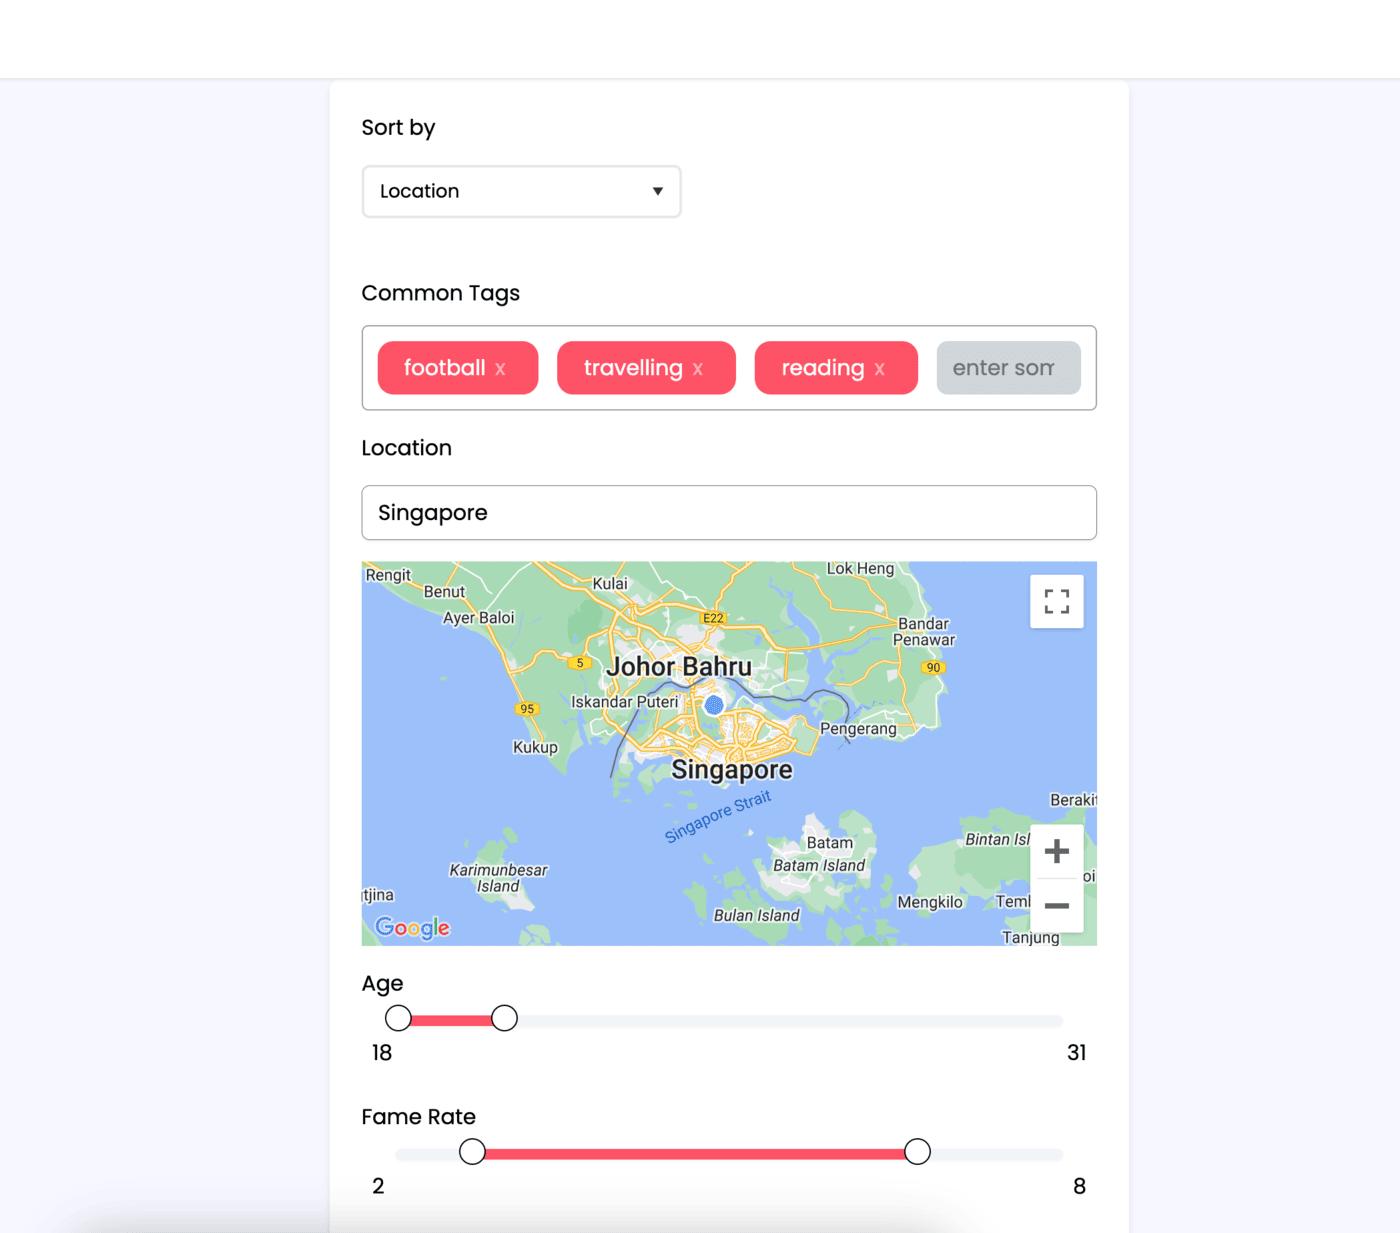 Sort by
Location
Common Tags
football x
travelling x
reading x
enter som
Location
Singapore
Rengit
Benut
Ayer Baloi
Kulai
Lok Heng
E22
Bandar
Penawar
5
Johor Bahru
90
Iskandar Puteri
95
Pengerang
Kukup
Singapore
Singapore Strait
Berakit
Batam
Batam Island
Bintan Isl
Karimunbesar
Island
oi
tjina
Mengkilo
Temb
Bulan Island
Google
Tanjung
Age
18
31
Fame Rate
2
8